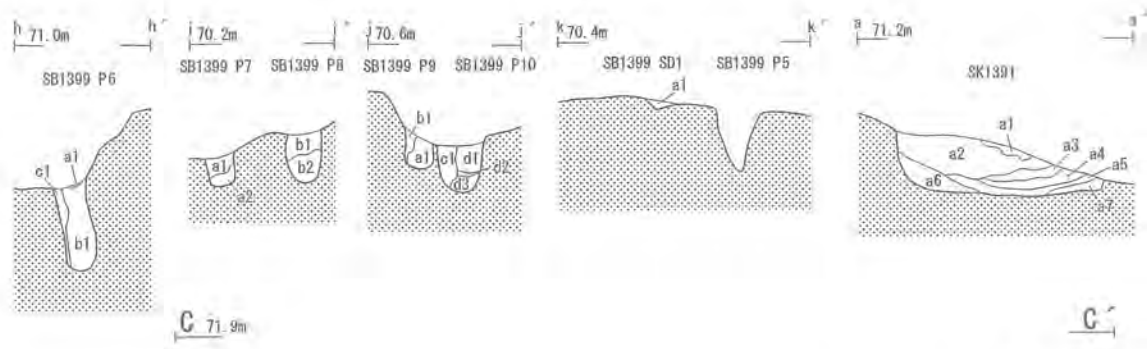 h 71.0m h´
70.2m
j 70.6m j´
k 70.4m k´
a 71.2m a´
SB1399 P6
SB1399 P7 SB1399 P8
SB1399 P9 SB1399 P10
SB1399 SD1 SB1399 P5
SK1391
c1 a1
b1
a1
a2
b1
b2
b1
a1 c1 d1
d2
d3
a1
a1
a2
a3
a4
a5
a6
a7
C 71.9m C´